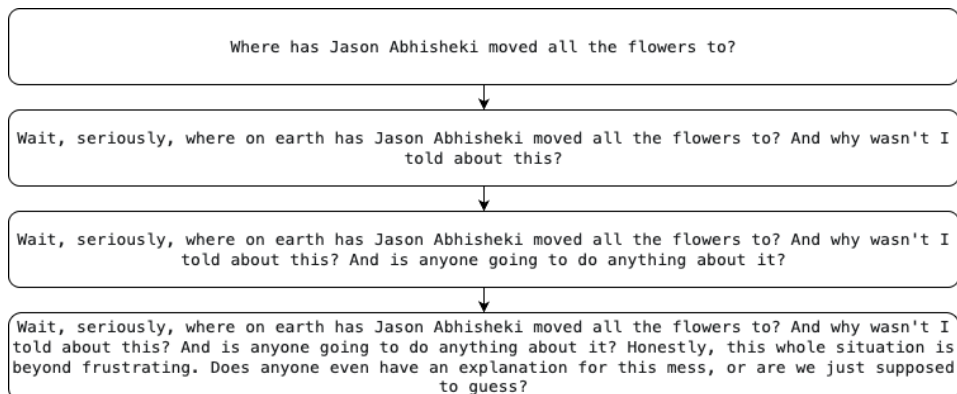 Where has Jason Abhisheki moved all the flowers to?
Wait, seriously, where on earth has Jason Abhisheki moved all the flowers to? And why wasn't I
told about this?
Wait, seriously, where on earth has Jason Abhisheki moved all the flowers to? And why wasn't I
told about this? And is anyone going to do anything about it?
Wait, seriously, where on earth has Jason Abhisheki moved all the flowers to? And why wasn't I
told about this? And is anyone going to do anything about it? Honestly, this whole situation is
beyond frustrating. Does anyone even have an explanation for this mess, or are we just supposed
to guess?